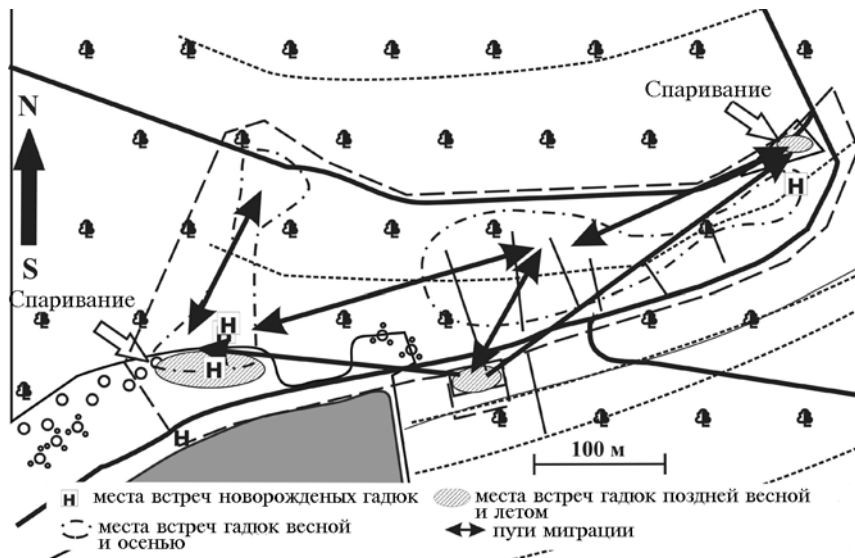 Спаривание
N
S
Н
Спаривание
Н
Н
Н
100 м
Н места встреч новорожденых гадюк
места встреч гадюк весной
и осенью
места встреч гадюк поздней весной
и летом
пути миграции